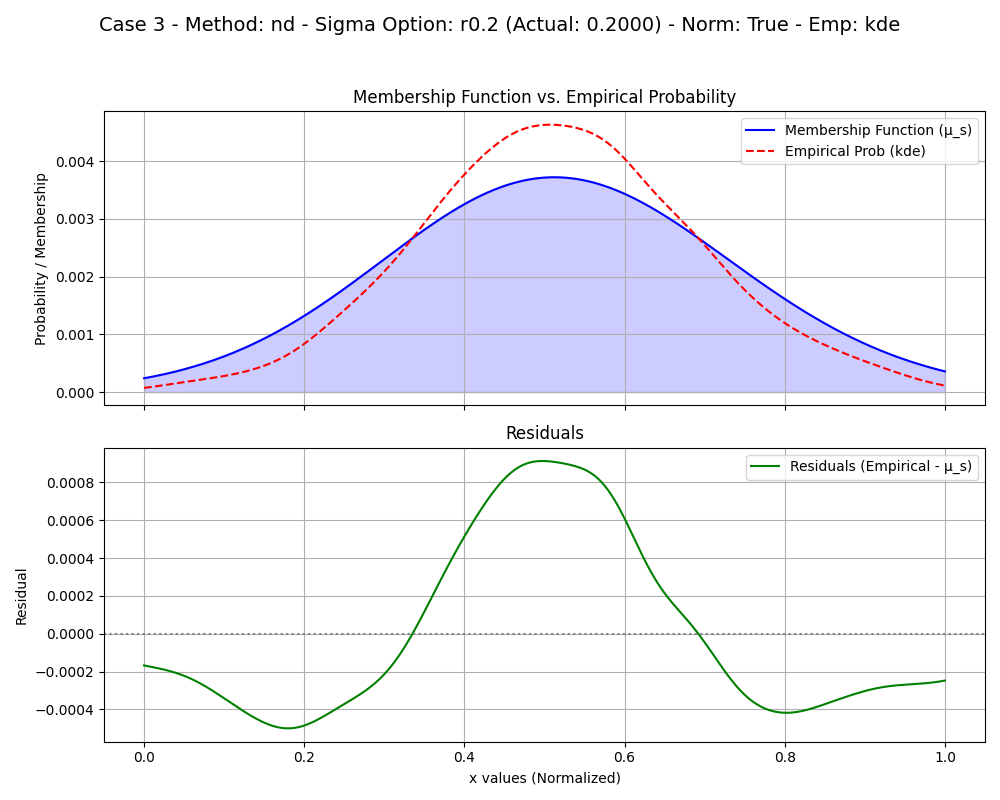 Case 3 - Method: nd - Sigma Option: r0.2 (Actual: 0.2000) - Norm: True - Emp: kde
Membership Function vs. Empirical Probability
Probability / Membership
0.004
0.003
0.002
0.001
0.000
Membership Function (μ_s)
Empirical Prob (kde)
Residuals
Residual
0.0008
0.0006
0.0004
0.0002
0.0000
−0.0002
−0.0004
Residuals (Empirical - μ_s)
0.0 0.2 0.4 0.6 0.8 1.0
x values (Normalized)